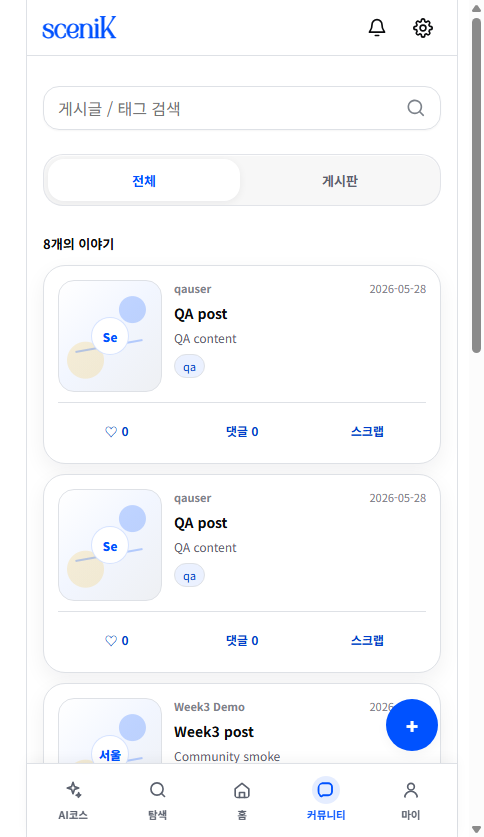 sceniK
게시글 / 태그 검색
전체
게시판
8개의 이야기
qauser
2026-05-28
Se
QA post
QA content
qa
♡ 0
댓글 0
스크랩
qauser
2026-05-28
Se
QA post
QA content
qa
♡ 0
댓글 0
스크랩
Week3 Demo
서울
Week3 post
Community smoke
+
AI코스
탐색
홈
커뮤니티
마이